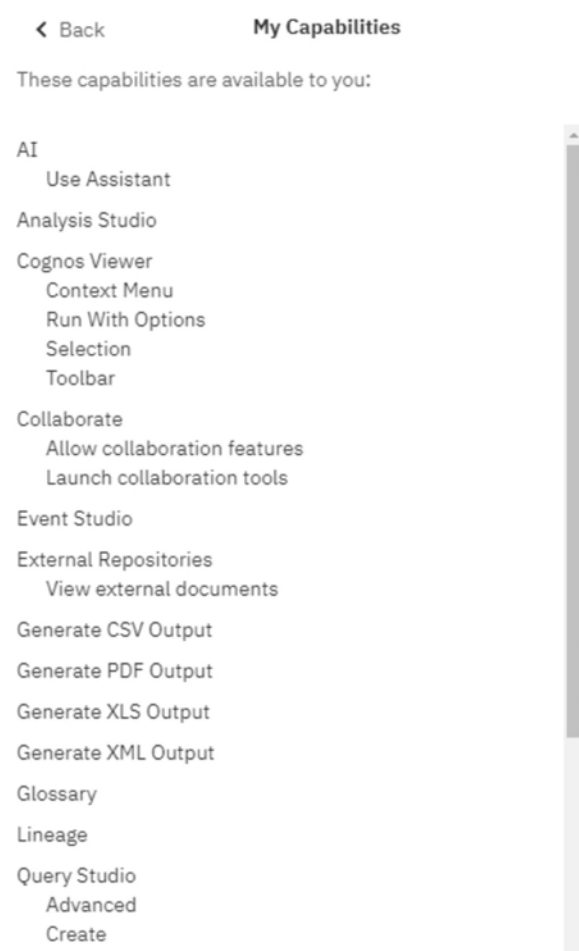 Back
My Capabilities
These capabilities are available to you:
AI
Use Assistant
Analysis Studio
Cognos Viewer
Context Menu
Run With Options
Selection
Toolbar
Collaborate
Allow collaboration features
Launch collaboration tools
Event Studio
External Repositories
View external documents
Generate CSV Output
Generate PDF Output
Generate XLS Output
Generate XML Output
Glossary
Lineage
Query Studio
Advanced
Create